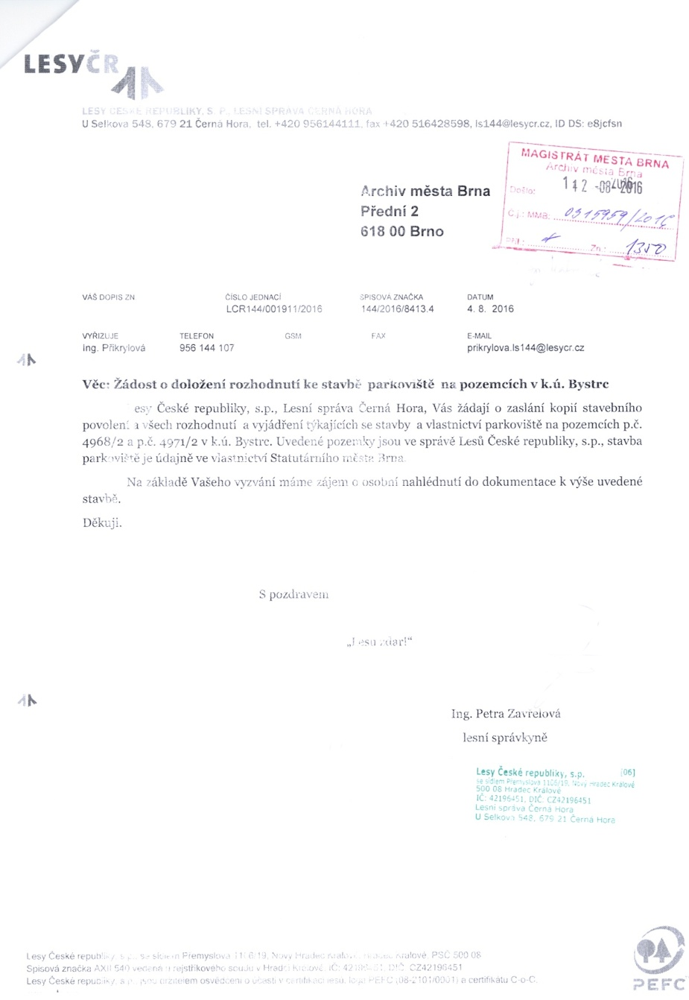 LESY ČR
LESY ČESKÉ REPUBLIKY, S. P., LESNÍ SPRÁVA ČERNÁ HORA
U Selkova 548, 679 21 Černá Hora, tel. +420 956144111, fax +420 516428598, ls144@lesycr.cz, ID DS: e8jcfsn
MAGISTRÁT MĚSTA BRNA
Archiv města Brna
Došlo: 12 -08- 2016
Č.j.: MMB: 0315959/2016
Příl.: Zn.: 1350
Archiv města Brna
Přední 2
618 00 Brno
VÁŠ DOPIS ZN ČÍSLO JEDNACÍ SPISOVÁ ZNAČKA DATUM
LCR144/001911/2016 144/2016/8413.4 4. 8. 2016
VYŘIZUJE TELEFON GSM FAX E-MAIL
Ing. Přikrylová 956 144 107 prikrylova.ls144@lesycr.cz
Věc: Žádost o doložení rozhodnutí ke stavbě parkoviště na pozemcích v k.ú. Bystrc
esy České republiky, s.p., Lesní správa Černá Hora, Vás žádají o zaslání kopií stavebního
povolení a všech rozhodnutí a vyjádření týkajících se stavby a vlastnictví parkoviště na pozemcích p.č.
4968/2 a p.č. 4971/2 v k.ú. Bystrc. Uvedené pozemky jsou ve správě Lesů České republiky, s.p., stavba
parkoviště je údajně ve vlastnictví Statutárního města Brna.
Na základě Vašeho vyzvání máme zájem o osobní nahlédnutí do dokumentace k výše uvedené
stavbě.
Děkuji.
S pozdravem
„Lesu zdar!“
Ing. Petra Zavřelová
lesní správkyně
Lesy České republiky, s.p. [06]
se sídlem Přemyslova 1106/19, Nový Hradec Králové
500 08 Hradec Králové
IČ: 42196451, DIČ: CZ42196451
Lesní správa Černá Hora
U Selkova 548, 679 21 Černá Hora
Lesy České republiky, s.p., se sídlem Přemyslova 1106/19, Nový Hradec Králové, Hradec Králové, PSČ 500 08
Spisová značka AXII 540 vedená u rejstříkového soudu v Hradci Králové, IČ: 42196451, DIČ: CZ42196451
Lesy České republiky, s.p., jsou držitelem osvědčení o účasti v certifikaci lesů, logo PEFC (08-2101/0001) a certifikátu C-o-C.
PEFC